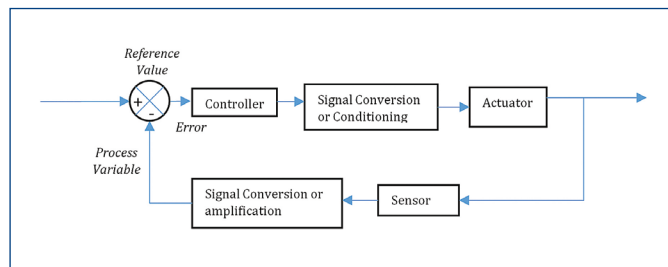 Reference
Value
+
-
Error
Controller
Signal Conversion
or Conditioning
Actuator
Process
Variable
Signal Conversion or
amplification
Sensor